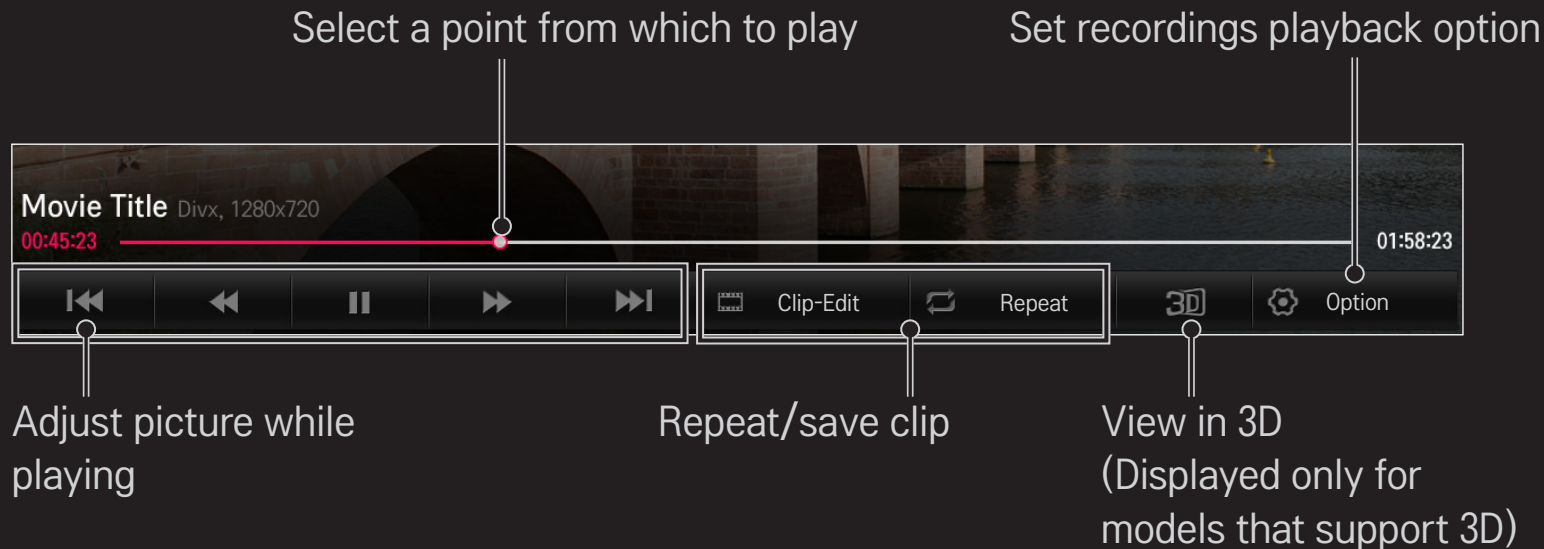 Select a point from which to play
Set recordings playback option
Movie Title Divx, 1280x720
00:45:23
01:58:23
Clip-Edit
Repeat
3D
Option
Adjust picture while
playing
Repeat/save clip
View in 3D
(Displayed only for
models that support 3D)